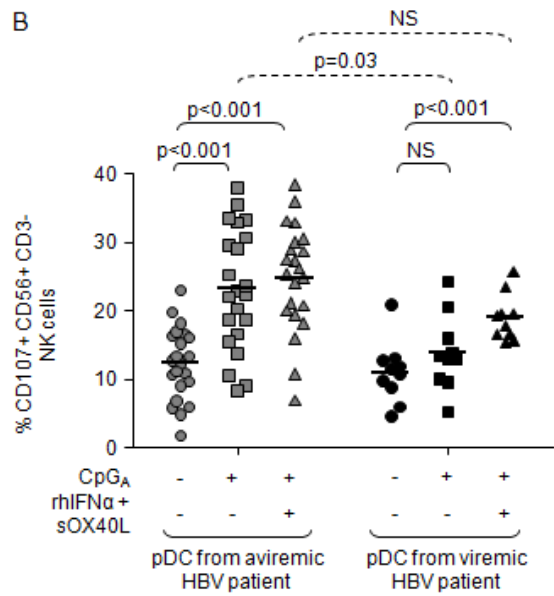 B
NS
p=0.03
p<0.001 p<0.001
p<0.001 NS
% CD107+ CD56+ CD3-
NK cells
40
30
20
10
0
CpGA - + + - + +
rhIFNα +
sOX40L - - + - - +
pDC from aviremic
HBV patient
pDC from viremic
HBV patient